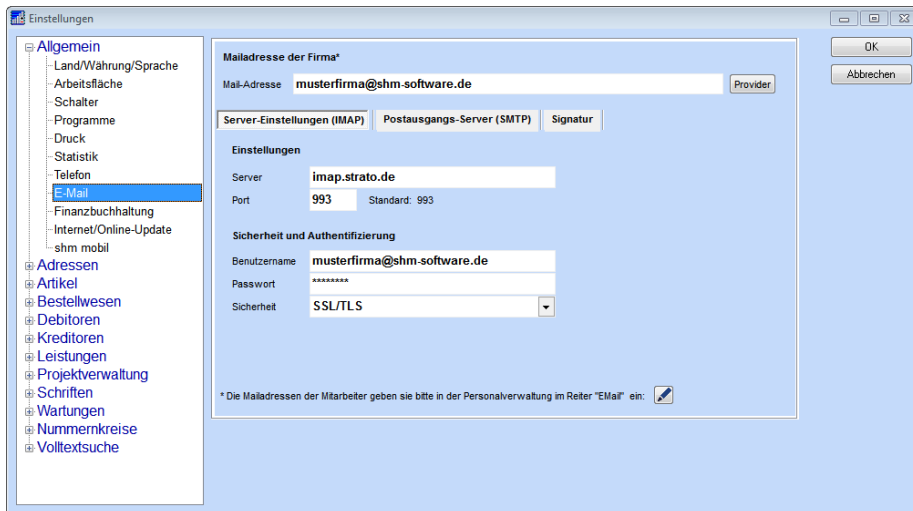 Einstellungen
Allgemein
Land/Währung/Sprache
Arbeitsfläche
Schalter
Programme
Druck
Statistik
Telefon
E-Mail
Finanzbuchhaltung
Internet/Online-Update
shm mobil
Adressen
Artikel
Bestellwesen
Debitoren
Kreditoren
Leistungen
Projektverwaltung
Schriften
Wartungen
Nummernkreise
Volltextsuche
Mailadresse der Firma*
Mail-Adresse musterfirma@shm-software.de Provider
Server-Einstellungen (IMAP) Postausgangs-Server (SMTP) Signatur
Einstellungen
Server imap.strato.de
Port 993 Standard: 993
Sicherheit und Authentifizierung
Benutzername musterfirma@shm-software.de
Passwort ********
Sicherheit SSL/TLS
* Die Mailadressen der Mitarbeiter geben sie bitte in der Personalverwaltung im Reiter "EMail" ein:
OK
Abbrechen